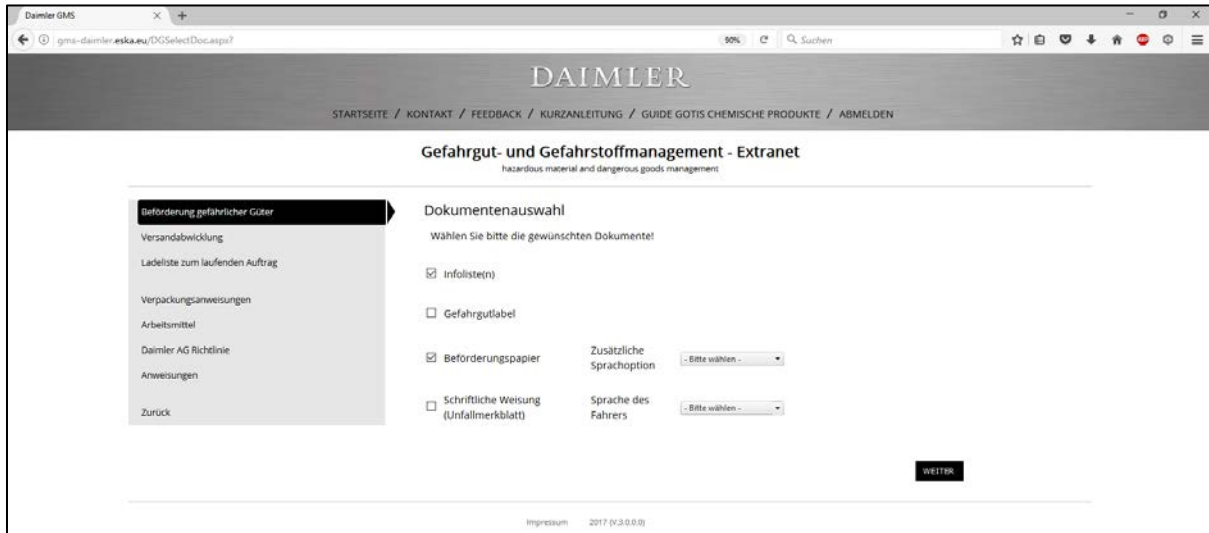 Daimler GMS
gms-daimler.eska.eu/DGSelectDoc.aspx?
90%
Suchen
DAIMLER
STARTSEITE / KONTAKT / FEEDBACK / KURZANLEITUNG / GUIDE GOTIS CHEMISCHE PRODUKTE / ABMELDEN
Gefahrgut- und Gefahrstoffmanagement - Extranet
hazardous material and dangerous goods management
Beförderung gefährlicher Güter
Versandabwicklung
Ladeliste zum laufenden Auftrag
Verpackungsanweisungen
Arbeitsmittel
Daimler AG Richtlinie
Anweisungen
Zurück
Dokumentenauswahl
Wählen Sie bitte die gewünschten Dokumente!
Infoliste(n)
Gefahrgutlabel
Beförderungspapier
Zusätzliche
Sprachoption
- Bitte wählen -
Schriftliche Weisung
(Unfallmerkblatt)
Sprache des
Fahrers
- Bitte wählen -
WEITER
Impressum 2017 (V.3.0.0.0)